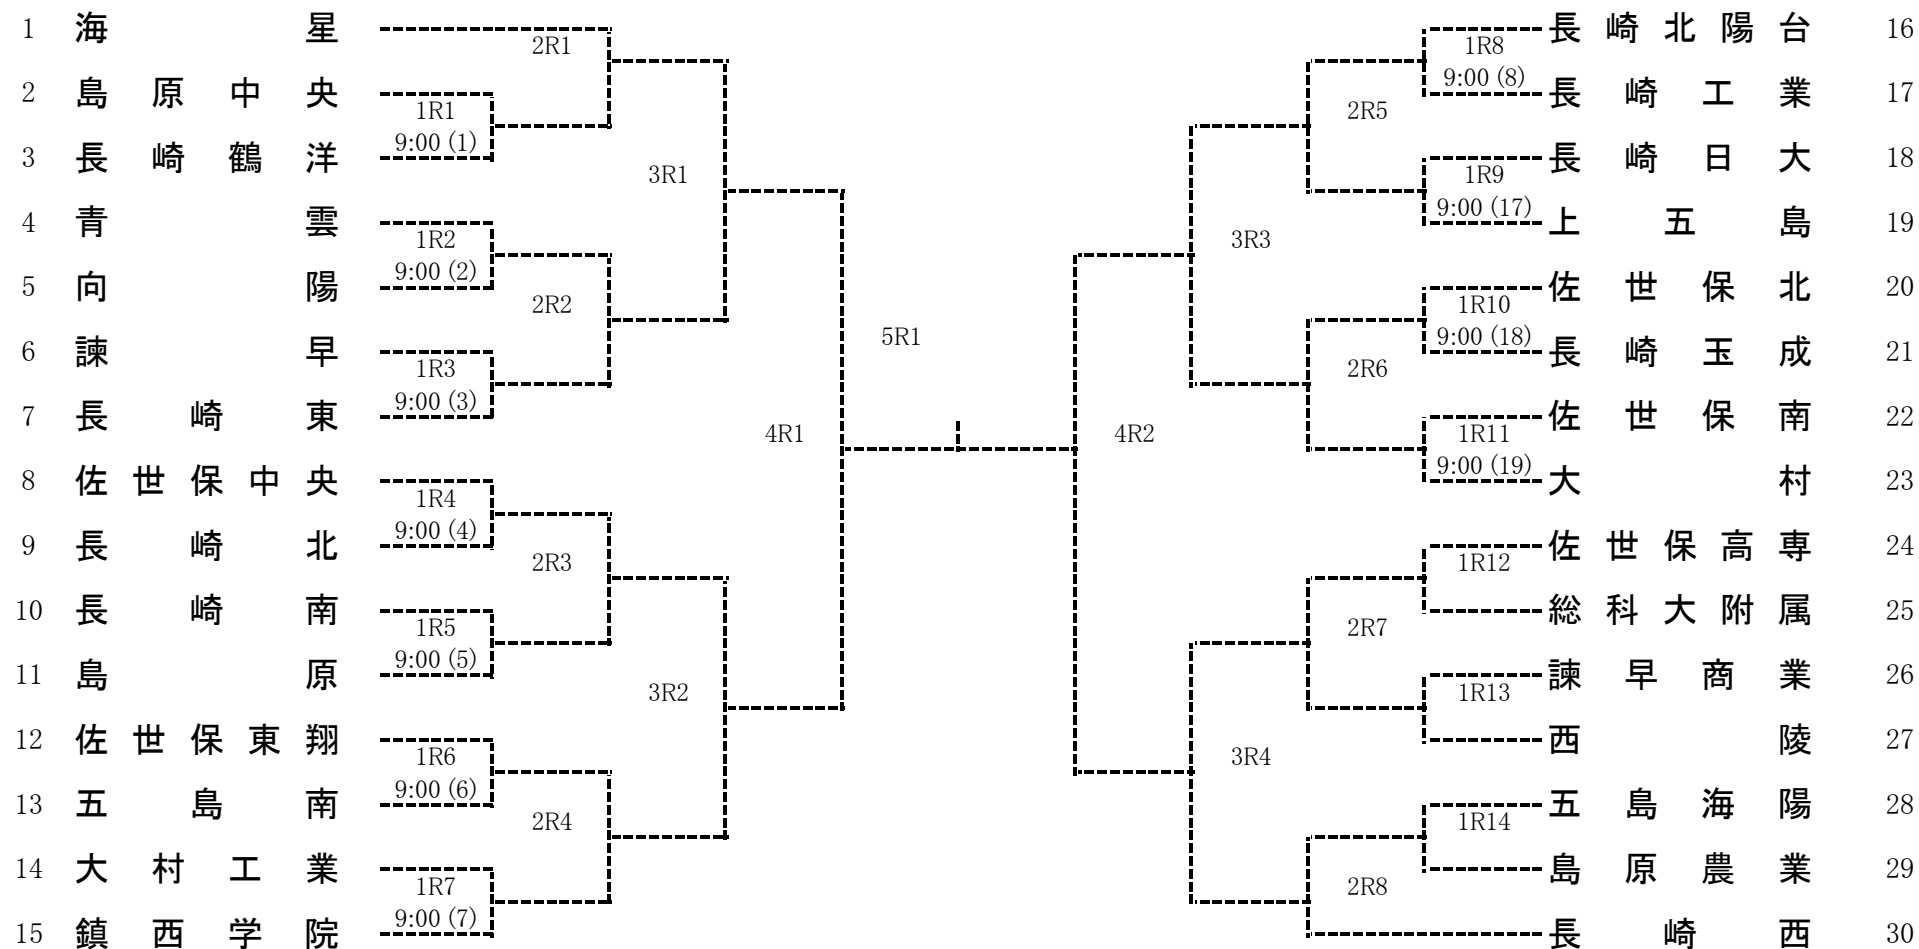 1 海星
2 島原中央
3 長崎鶴洋
4 青雲
5 向陽
6 諫早
7 長崎東
8 佐世保中央
9 長崎北
10 長崎南
11 島原
12 佐世保東翔
13 五島南
14 大村工業
15 鎮西学院
1R1
9:00 (1)
1R2
9:00 (2)
1R3
9:00 (3)
1R4
9:00 (4)
1R5
9:00 (5)
1R6
9:00 (6)
1R7
9:00 (7)
2R1
2R2
2R3
2R4
3R1
3R2
4R1
5R1
4R2
3R3
3R4
2R5
2R6
2R7
2R8
1R8
9:00 (8)
1R9
9:00 (17)
1R10
9:00 (18)
1R11
9:00 (19)
1R12
1R13
1R14
長崎北陽台 16
長崎工業 17
長崎日大 18
上五島 19
佐世保北 20
長崎玉成 21
佐世保南 22
大村 23
佐世保高専 24
総科大附属 25
諫早商業 26
西陵 27
五島海陽 28
島原農業 29
長崎西 30